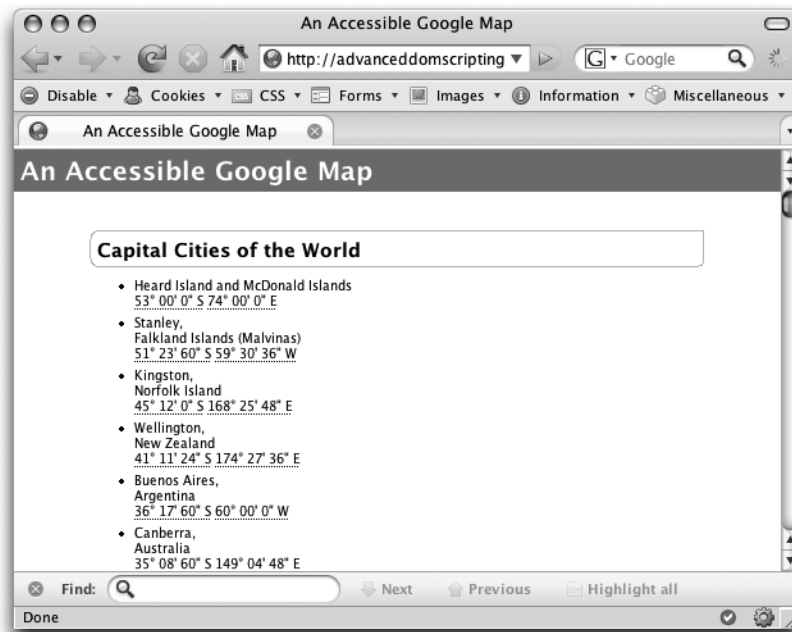 An Accessible Google Map
http://advanceddomscripting
G Google
Disable Cookies CSS Forms Images Information Miscellaneous
An Accessible Google Map
An Accessible Google Map
Capital Cities of the World
• Heard Island and McDonald Islands
53° 00' 0" S 74° 00' 0" E
• Stanley,
Falkland Islands (Malvinas)
51° 23' 60" S 59° 30' 36" W
• Kingston,
Norfolk Island
45° 12' 0" S 168° 25' 48" E
• Wellington,
New Zealand
41° 11' 24" S 174° 27' 36" E
• Buenos Aires,
Argentina
36° 17' 60" S 60° 00' 0" W
• Canberra,
Australia
35° 08' 60" S 149° 04' 48" E
Find: Next Previous Highlight all
Done